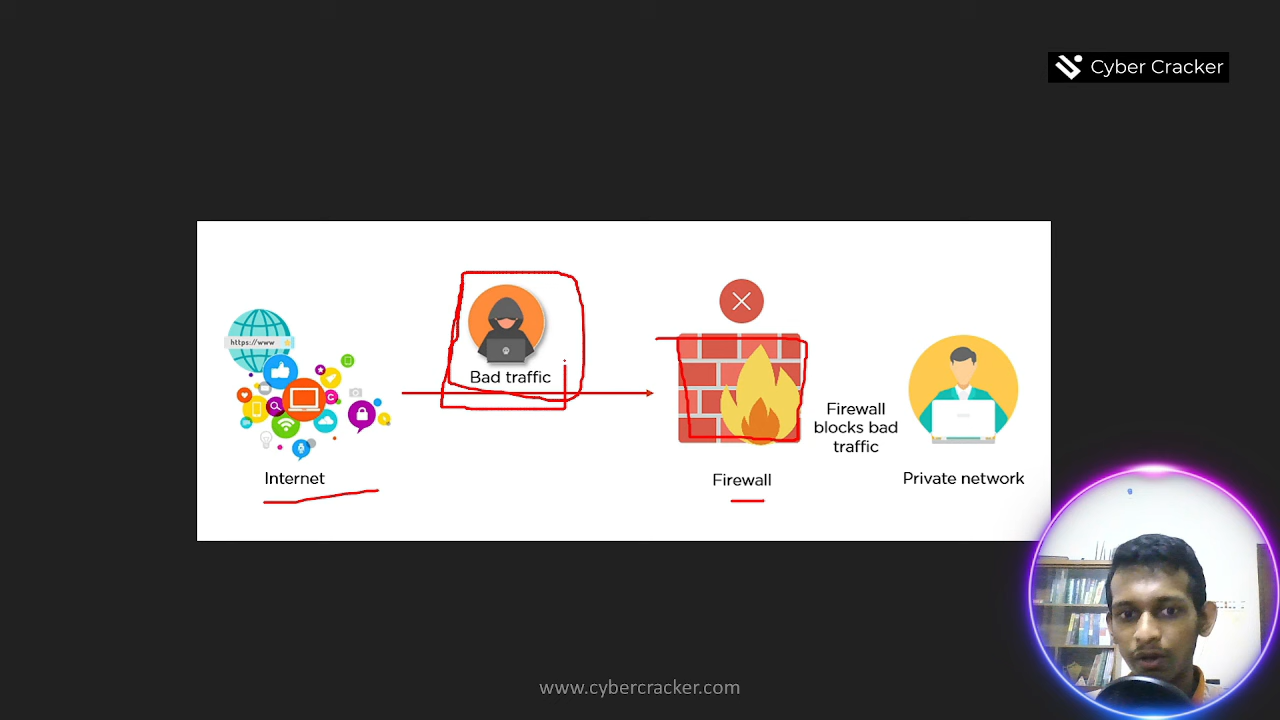 Cyber Cracker
https://www
Bad traffic
Firewall
blocks bad
traffic
Internet
Firewall
Private network
www.cybercracker.com